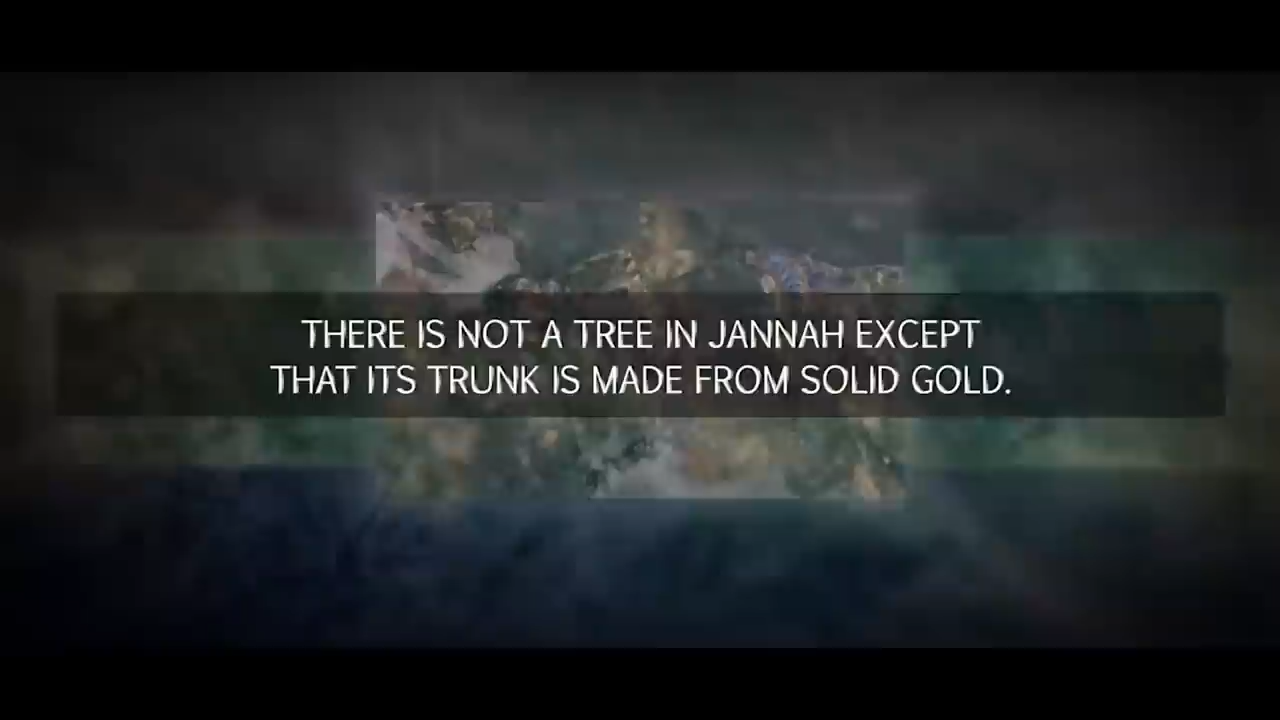 THERE IS NOT A TREE IN JANNAH EXCEPT
THAT ITS TRUNK IS MADE FROM SOLID GOLD.